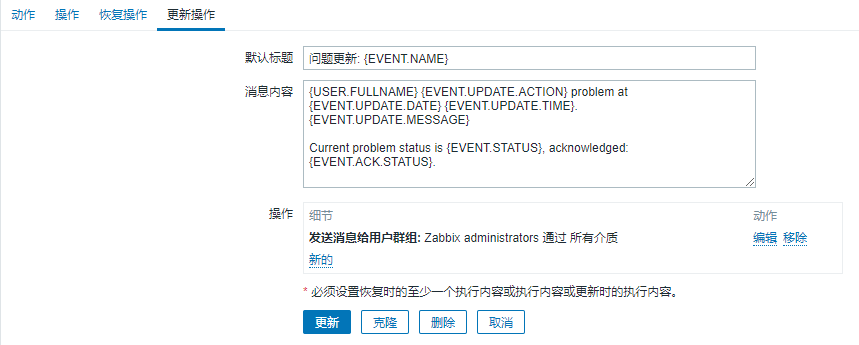 动作 操作 恢复操作 更新操作
默认标题 问题更新: {EVENT.NAME}
消息内容 {USER.FULLNAME} {EVENT.UPDATE.ACTION} problem at
{EVENT.UPDATE.DATE} {EVENT.UPDATE.TIME}.
{EVENT.UPDATE.MESSAGE}
Current problem status is {EVENT.STATUS}, acknowledged:
{EVENT.ACK.STATUS}.
操作 细节 动作
发送消息给用户群组: Zabbix administrators 通过 所有介质 编辑 移除
新的
* 必须设置恢复时的至少一个执行内容或执行内容或更新时的执行内容。
更新 克隆 删除 取消